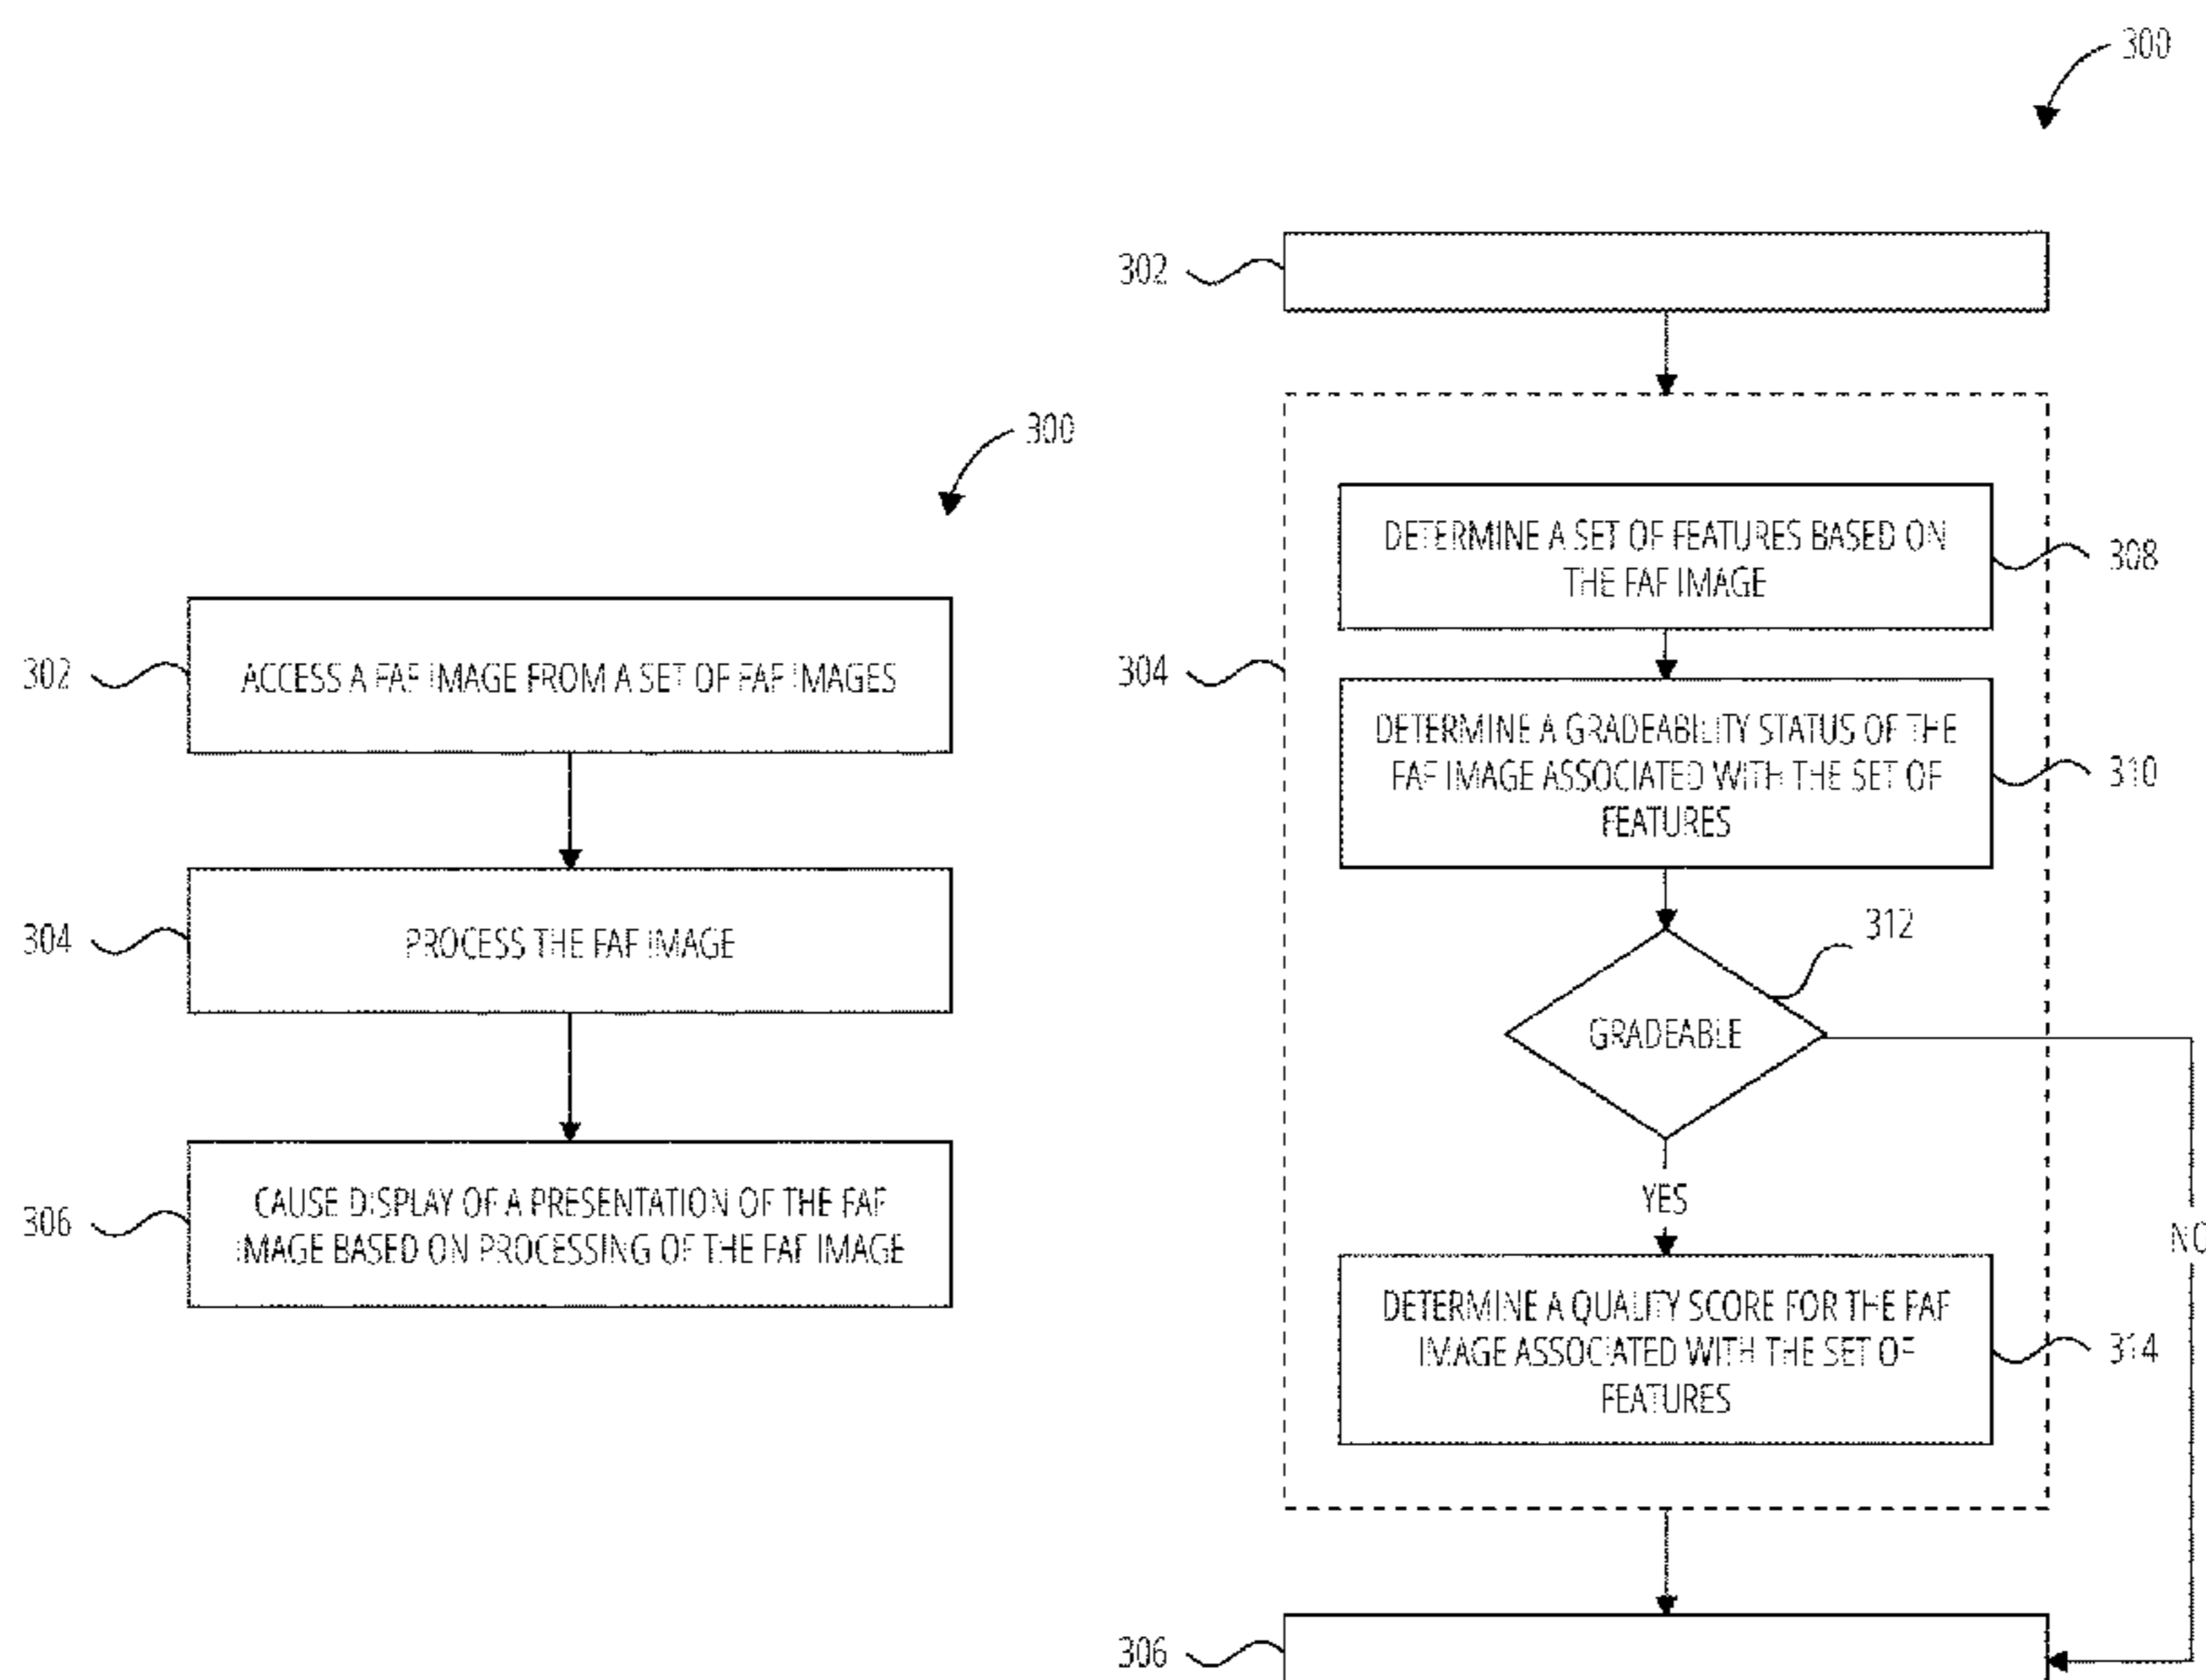 300
302
ACCESS A FAF IMAGE FROM A SET OF FAF IMAGES
304
PROCESS THE FAF IMAGE
306
CAUSE DISPLAY OF A PRESENTATION OF THE FAF
IMAGE BASED ON PROCESSING OF THE FAF IMAGE
300
302
304
DETERMINE A SET OF FEATURES BASED ON
THE FAF IMAGE
308
DETERMINE A GRADEABILITY STATUS OF THE
FAF IMAGE ASSOCIATED WITH THE SET OF
FEATURES
310
312
GRADEABLE
YES
NO
DETERMINE A QUALITY SCORE FOR THE FAF
IMAGE ASSOCIATED WITH THE SET OF
FEATURES
314
306